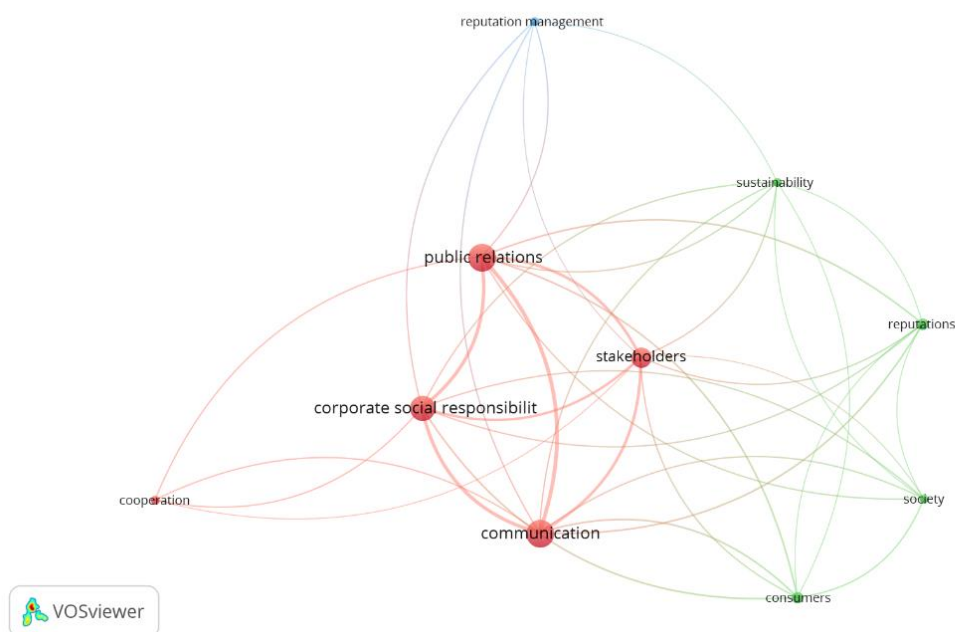 reputation management
sustainability
public relations
reputations
stakeholders
corporate social responsibilit
cooperation
society
communication
consumers
VOSviewer